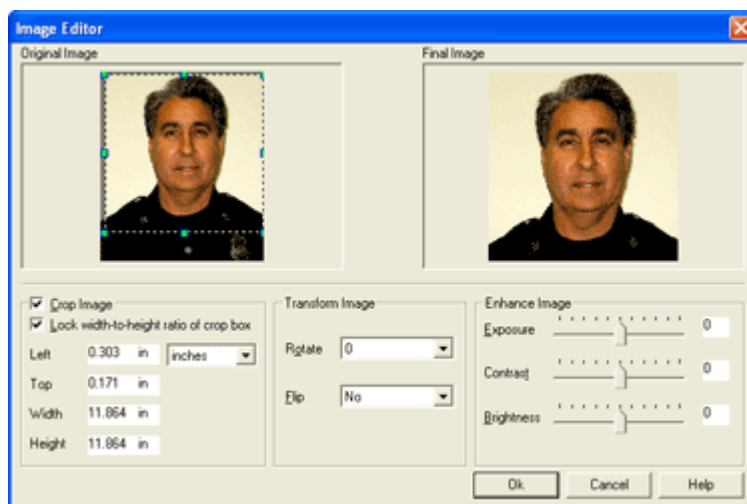 Image Editor
Original Image
Final Image
Crop Image
Lock width-to-height ratio of crop box
Left 0.303 in inches
Top 0.171 in
Width 11.864 in
Height 11.864 in
Transform Image
Rotate 0
Flip No
Enhance Image
Exposure 0
Contrast 0
Brightness 0
Ok Cancel Help